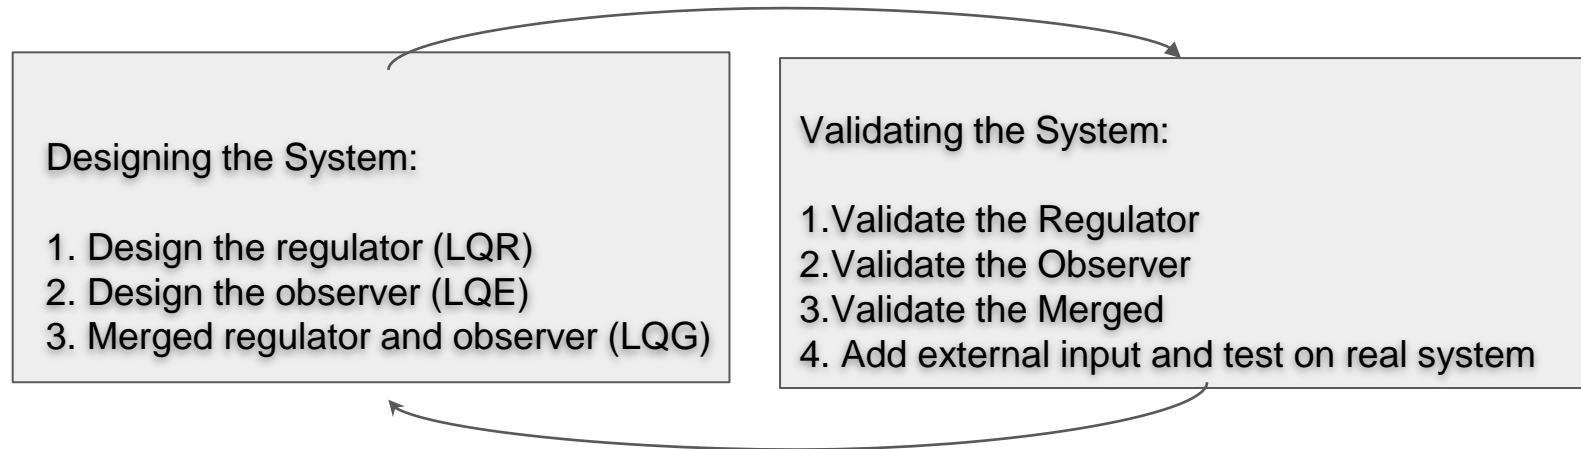 Designing the System:
1. Design the regulator (LQR)
2. Design the observer (LQE)
3. Merged regulator and observer (LQG)
Validating the System:
1.Validate the Regulator
2.Validate the Observer
3.Validate the Merged
4. Add external input and test on real system